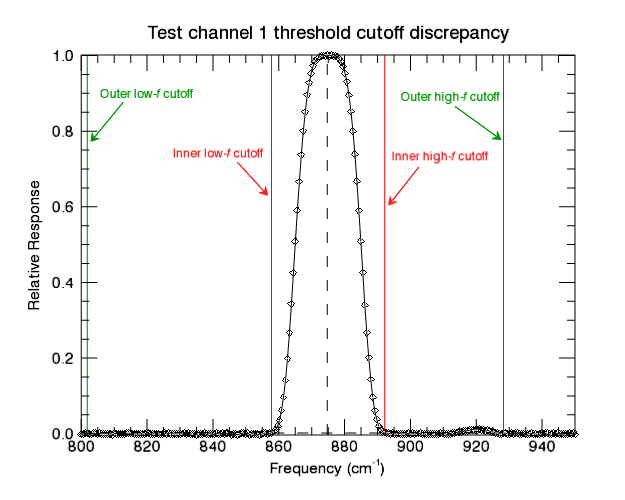 Test channel 1 threshold cutoff discrepancy
1.0
Outer low-f cutoff
Outer high-f cutoff
0.8
Inner low-f cutoff
Inner high-f cutoff
0.6
Relative Response
0.4
0.2
0.0
800 820 840 860 880 900 920 940
Frequency (cm⁻¹)